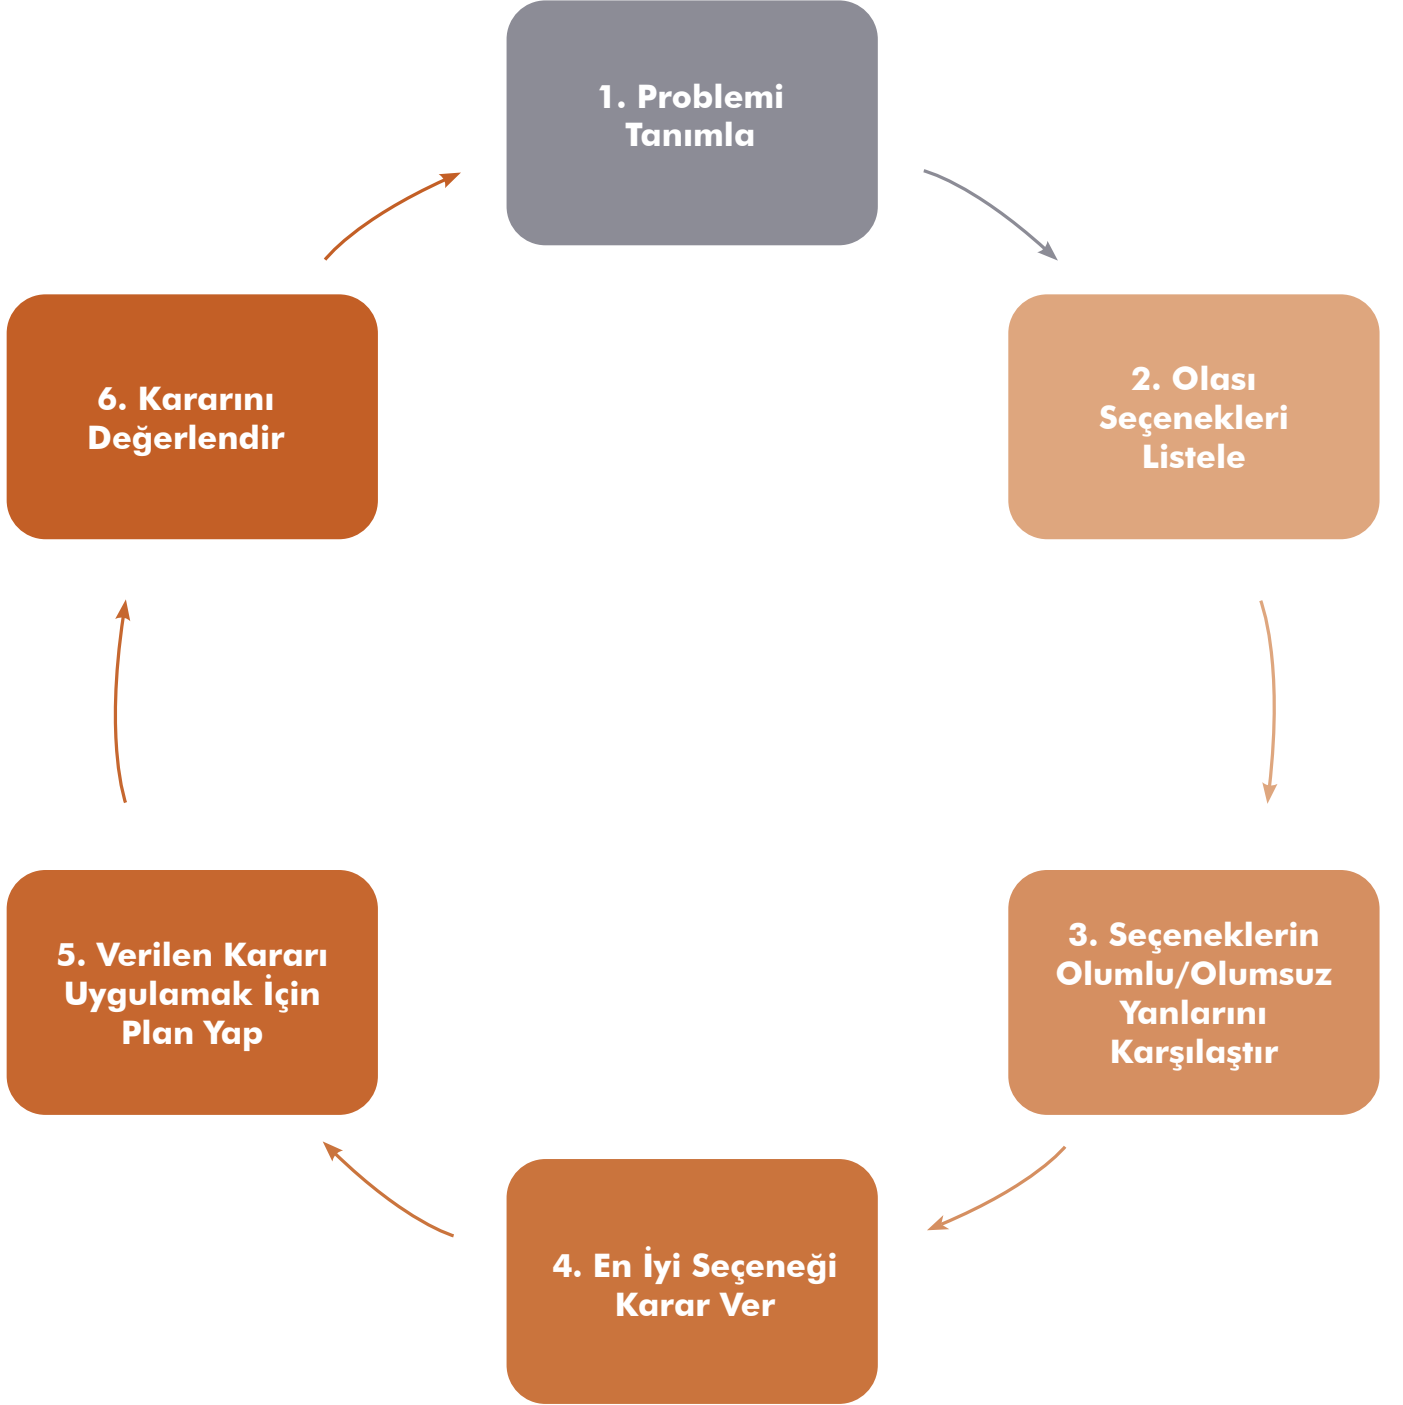 1. Problemi
Tanımla
2. Olası
Seçenekleri
Listele
3. Seçeneklerin
Olumlu/Olumsuz
Yanlarını
Karşılaştır
4. En İyi Seçeneği
Karar Ver
5. Verilen Kararı
Uygulamak İçin
Plan Yap
6. Kararını
Değerlendir